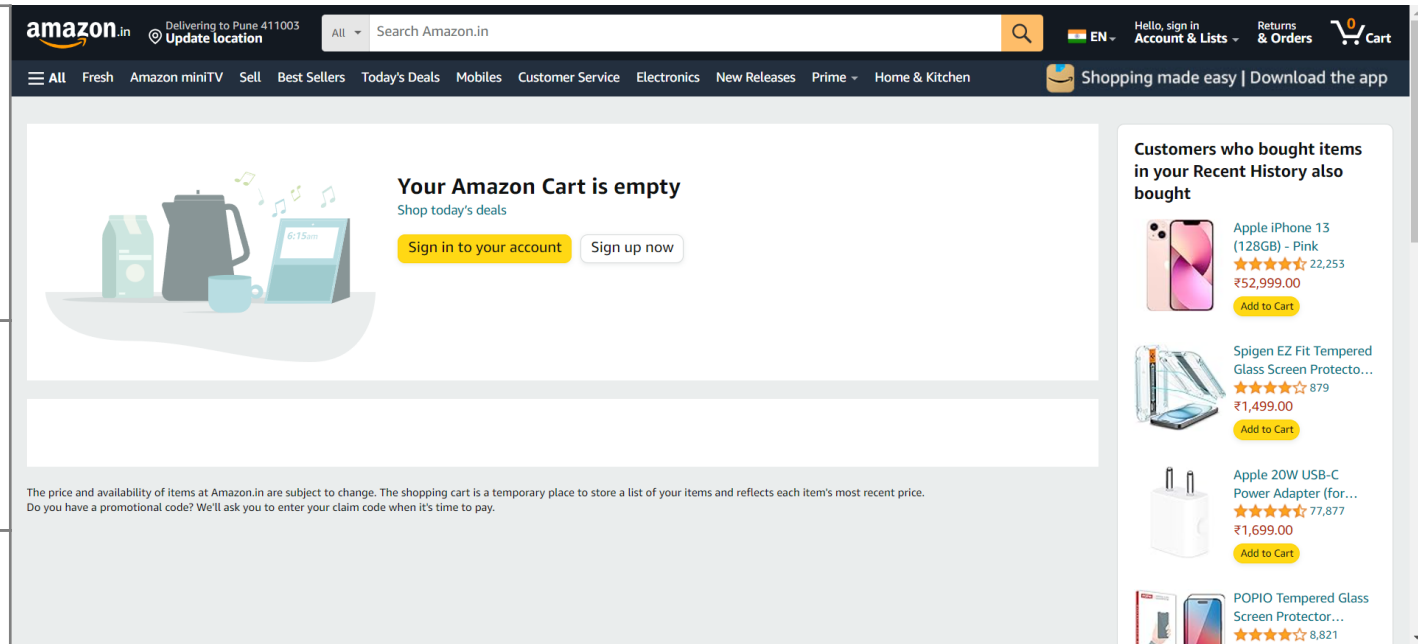 amazon.in
Delivering to Pune 411003
Update location
All
Search Amazon.in
EN
Hello, sign in
Account & Lists
Returns
& Orders
0
Cart
All Fresh Amazon miniTV Sell Best Sellers Today's Deals Mobiles Customer Service Electronics New Releases Prime Home & Kitchen
Shopping made easy | Download the app
6:15am
Your Amazon Cart is empty
Shop today's deals
Sign in to your account Sign up now
The price and availability of items at Amazon.in are subject to change. The shopping cart is a temporary place to store a list of your items and reflects each item's most recent price.
Do you have a promotional code? We'll ask you to enter your claim code when it's time to pay.
Customers who bought items
in your Recent History also
bought
Apple iPhone 13
(128GB) - Pink
22,253
₹52,999.00
Add to Cart
Spigen EZ Fit Tempered
Glass Screen Protecto…
879
₹1,499.00
Add to Cart
Apple 20W USB-C
Power Adapter (for…
77,877
₹1,699.00
Add to Cart
POPIO Tempered Glass
Screen Protector…
8,821